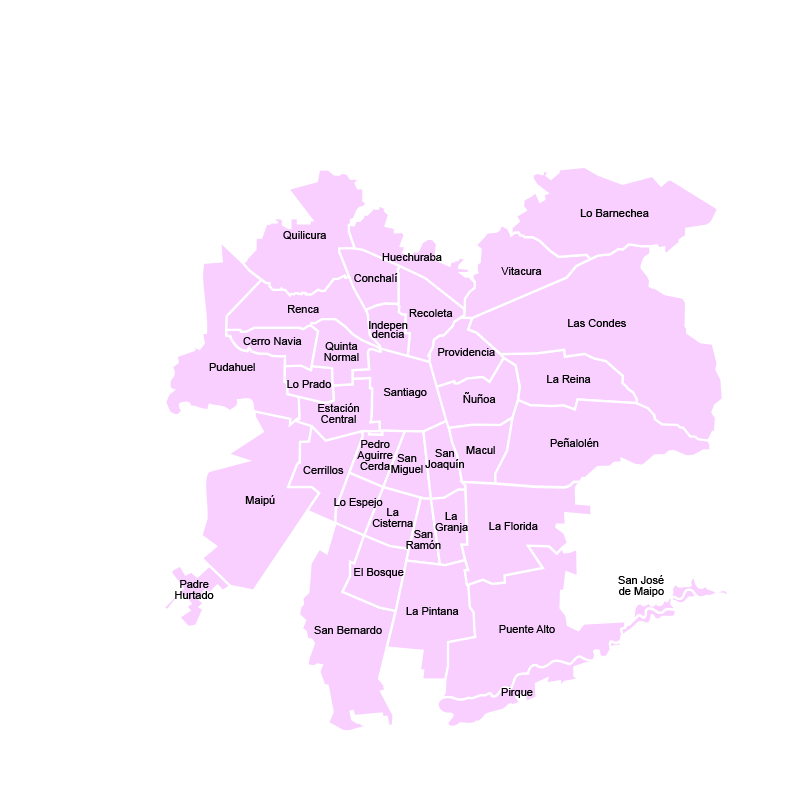 Lo Barnechea
Quilicura
Huechuraba
Vitacura
Conchalí
Renca
Recoleta
Indepen
dencia
Las Condes
Cerro Navia
Quinta
Normal
Providencia
Pudahuel
La Reina
Lo Prado
Santiago
Ñuñoa
Estación
Central
Peñalolén
Pedro
Aguirre
Cerda
San
Miguel
San
Joaquín
Macul
Cerrillos
Maipú
Lo Espejo
La
Cisterna
La
Granja
La Florida
San
Ramón
El Bosque
Padre
Hurtado
San José
de Maipo
La Pintana
San Bernardo
Puente Alto
Pirque